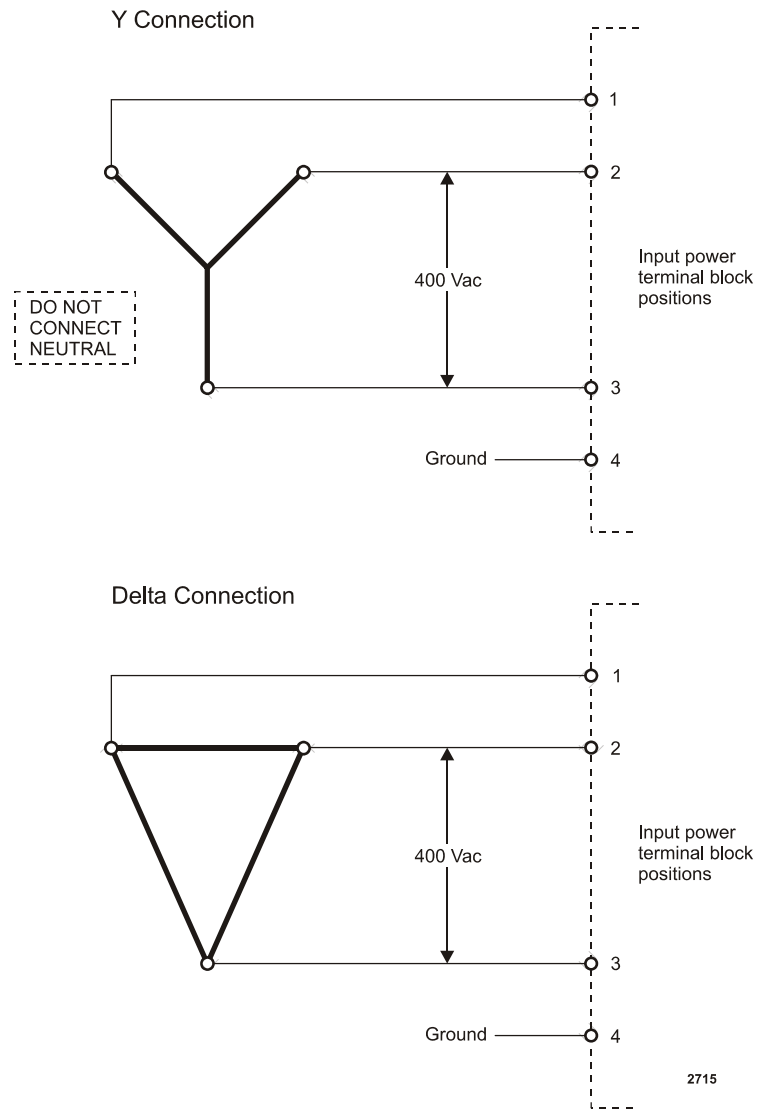 Y Connection
1
2
400 Vac
Input power
terminal block
positions
DO NOT
CONNECT
NEUTRAL
3
Ground
4
Delta Connection
1
2
400 Vac
Input power
terminal block
positions
3
Ground
4
2715